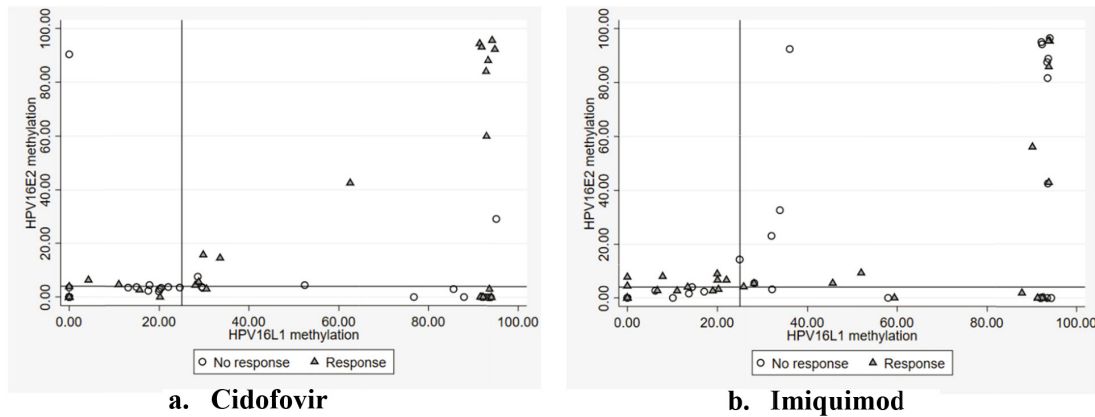 100.00
80.00
60.00
40.00
20.00
0.00
HPV16E2 methylation
0.00 20.00 40.00 60.00 80.00 100.00
HPV16L1 methylation
No response Response
a. Cidofovir
100.00
80.00
60.00
40.00
20.00
0.00
HPV16E2 methylation
0.00 20.00 40.00 60.00 80.00 100.00
HPV16L1 methylation
No response Response
b. Imiquimod